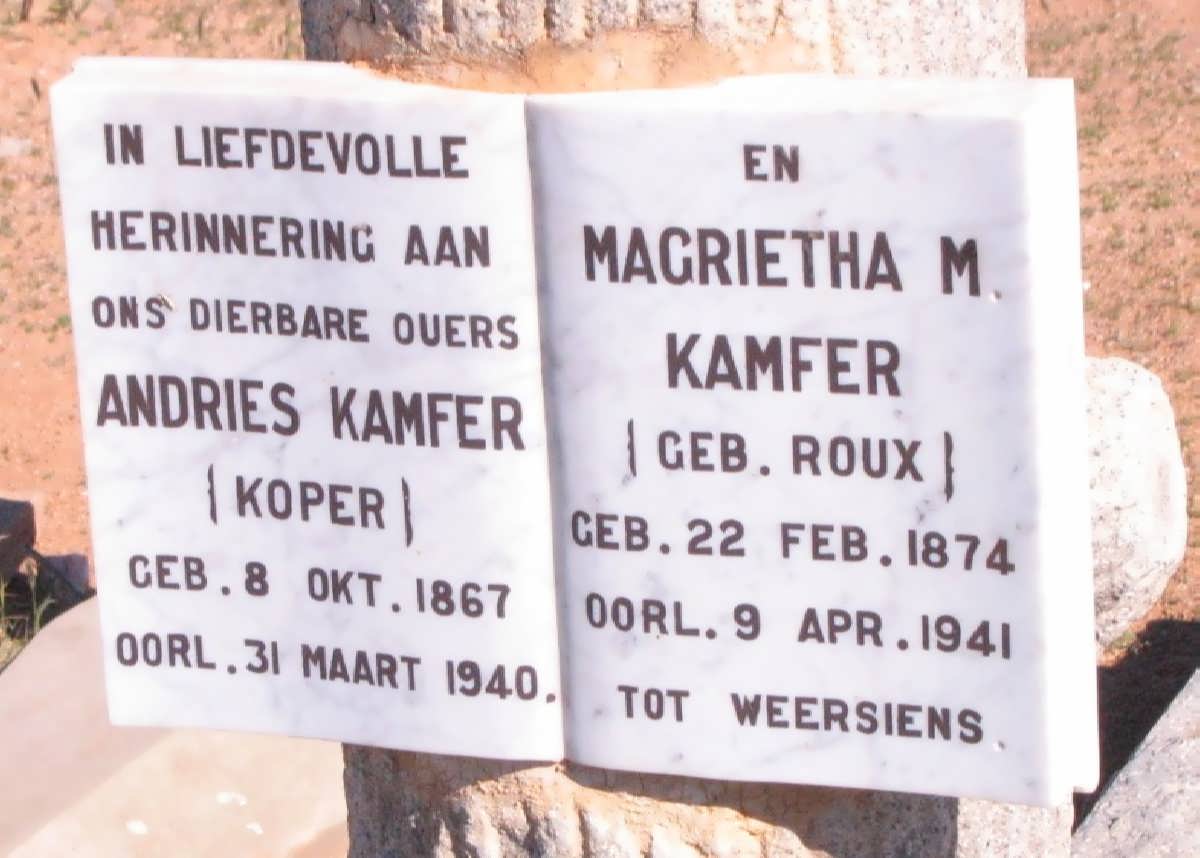 IN LIEFDEVOLLE
HERINNERING AAN
ONS DIERBARE OUERS
ANDRIES KAMFER
(KOPER)
GEB. 8 OKT. 1867
OORL. 31 MAART 1940.
EN
MAGRIETHA M.
KAMFER
(GEB. ROUX)
GEB. 22 FEB. 1874
OORL. 9 APR. 1941
TOT WEERSIENS.